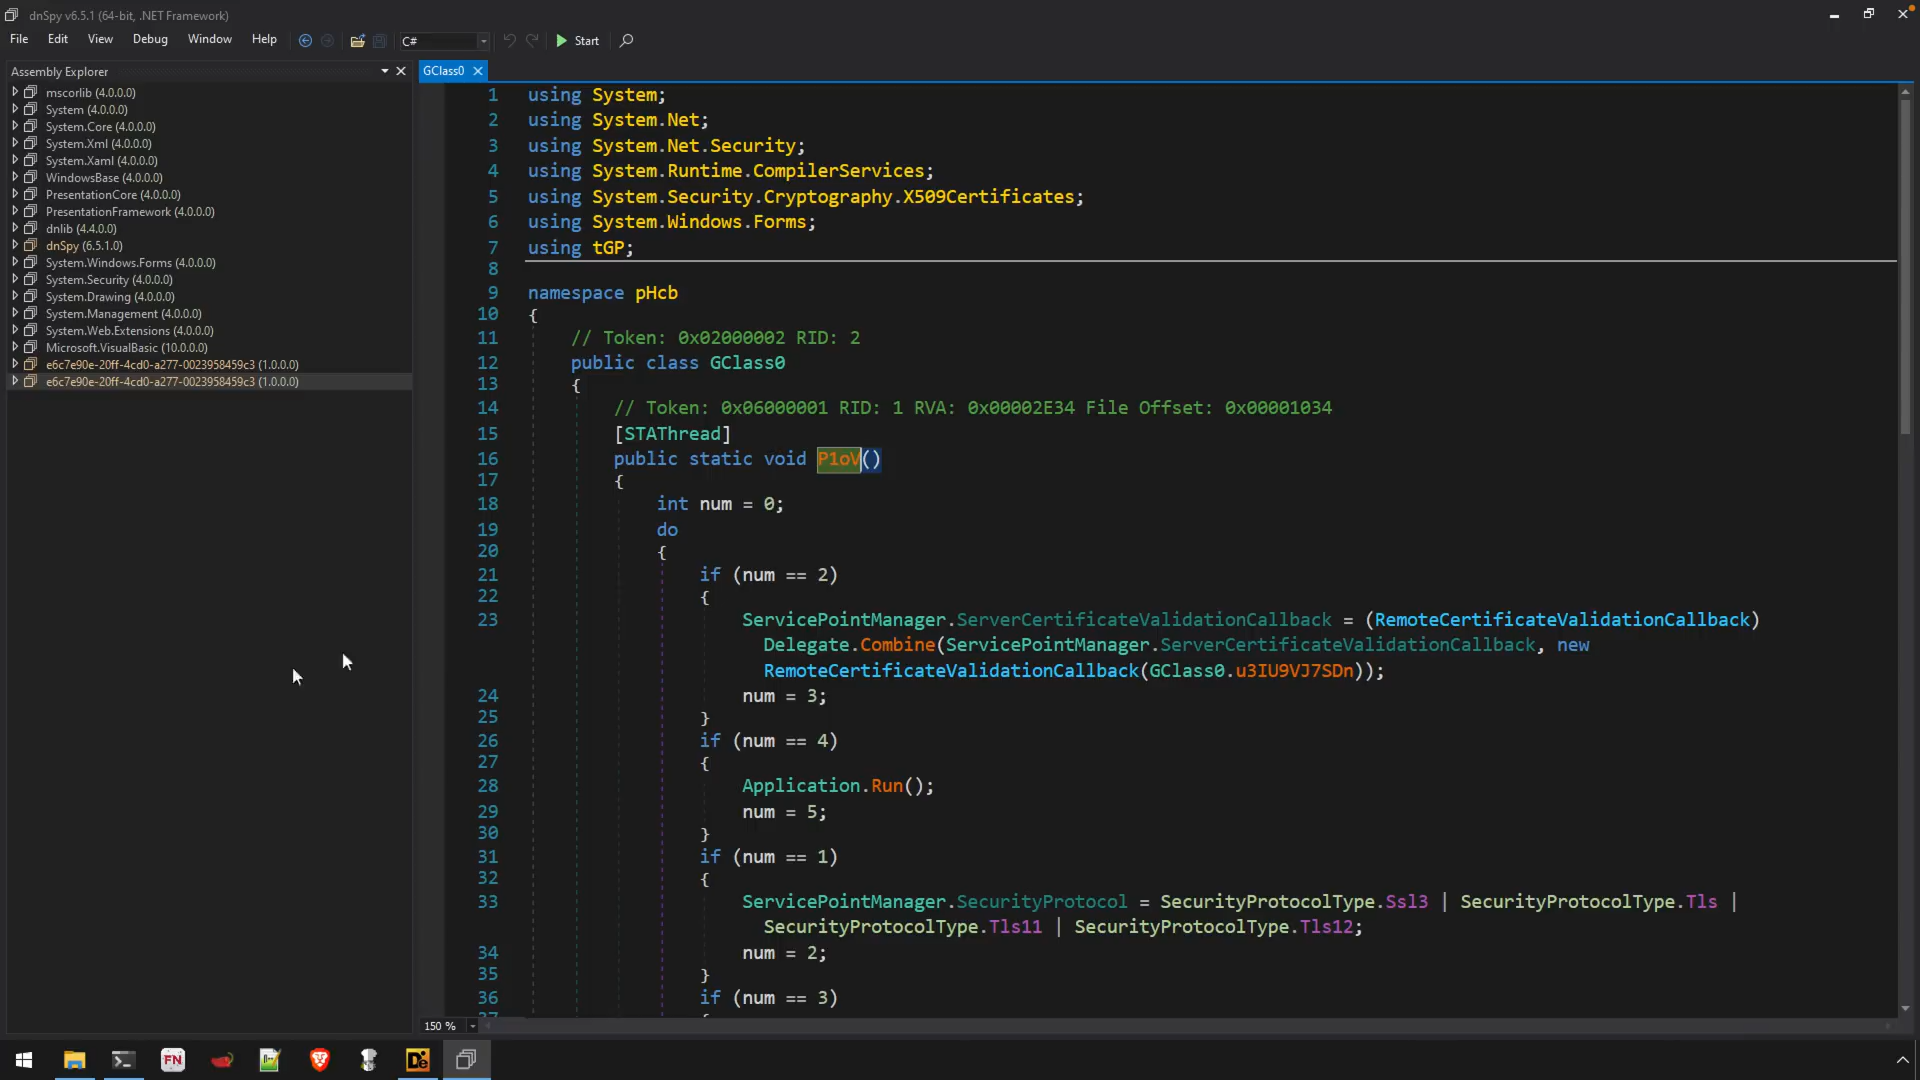 dnSpy v6.5.1 (64-bit, .NET Framework)
File Edit View Debug Window Help C# Start
Assembly Explorer
mscorlib (4.0.0.0)
System (4.0.0.0)
System.Core (4.0.0.0)
System.Xml (4.0.0.0)
System.Xaml (4.0.0.0)
WindowsBase (4.0.0.0)
PresentationCore (4.0.0.0)
PresentationFramework (4.0.0.0)
dnlib (4.4.0.0)
dnSpy (6.5.1.0)
System.Windows.Forms (4.0.0.0)
System.Security (4.0.0.0)
System.Drawing (4.0.0.0)
System.Management (4.0.0.0)
System.Web.Extensions (4.0.0.0)
Microsoft.VisualBasic (10.0.0.0)
e6c7e90e-20ff-4cd0-a277-0023958459c3 (1.0.0.0)
e6c7e90e-20ff-4cd0-a277-0023958459c3 (1.0.0.0)
GClass0
1 using System;
2 using System.Net;
3 using System.Net.Security;
4 using System.Runtime.CompilerServices;
5 using System.Security.Cryptography.X509Certificates;
6 using System.Windows.Forms;
7 using tGP;
8
9 namespace pHcb
10 {
11 // Token: 0x02000002 RID: 2
12 public class GClass0
13 {
14 // Token: 0x06000001 RID: 1 RVA: 0x00002E34 File Offset: 0x00001034
15 [STAThread]
16 public static void P1oV()
17 {
18 int num = 0;
19 do
20 {
21 if (num == 2)
22 {
23 ServicePointManager.ServerCertificateValidationCallback = (RemoteCertificateValidationCallback)
Delegate.Combine(ServicePointManager.ServerCertificateValidationCallback, new
RemoteCertificateValidationCallback(GClass0.u3IU9VJ7SDn));
24 num = 3;
25 }
26 if (num == 4)
27 {
28 Application.Run();
29 num = 5;
30 }
31 if (num == 1)
32 {
33 ServicePointManager.SecurityProtocol = SecurityProtocolType.Ssl3 | SecurityProtocolType.Tls |
SecurityProtocolType.Tls11 | SecurityProtocolType.Tls12;
34 num = 2;
35 }
36 if (num == 3)
150 %
FN